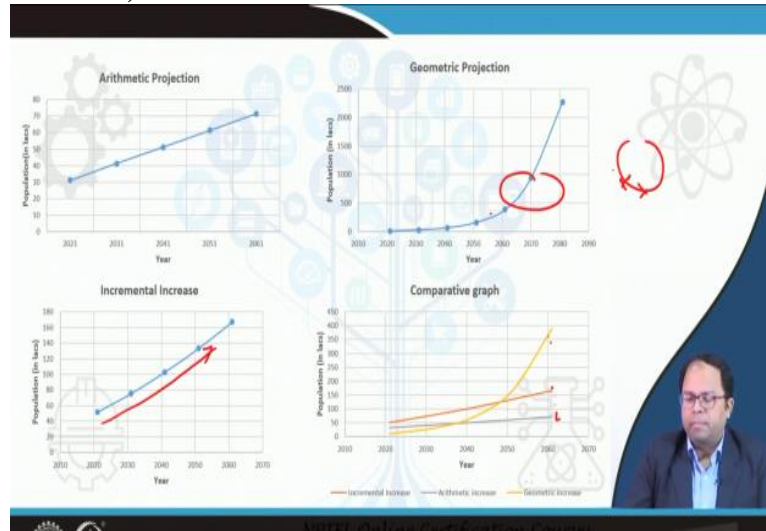 Arithmetic Projection
Population(in lacs)
80
70
60
50
40
30
20
10
0
2021 2031 2041 2051 2061
Year
Geometric Projection
Population (in lacs)
2500
2000
1500
1000
500
0
2010 2020 2030 2040 2050 2060 2070 2080 2090
Year
Incremental Increase
Population (in lacs)
180
160
140
120
100
80
60
40
20
0
2010 2020 2030 2040 2050 2060 2070
Year
Comparative graph
Population (in lacs)
450
400
350
300
250
200
150
100
50
0
2010 2020 2030 2040 2050 2060 2070
Year
Incremental Increase Arithmetic increase Geometric increase
NPTEL Online Certification Courses